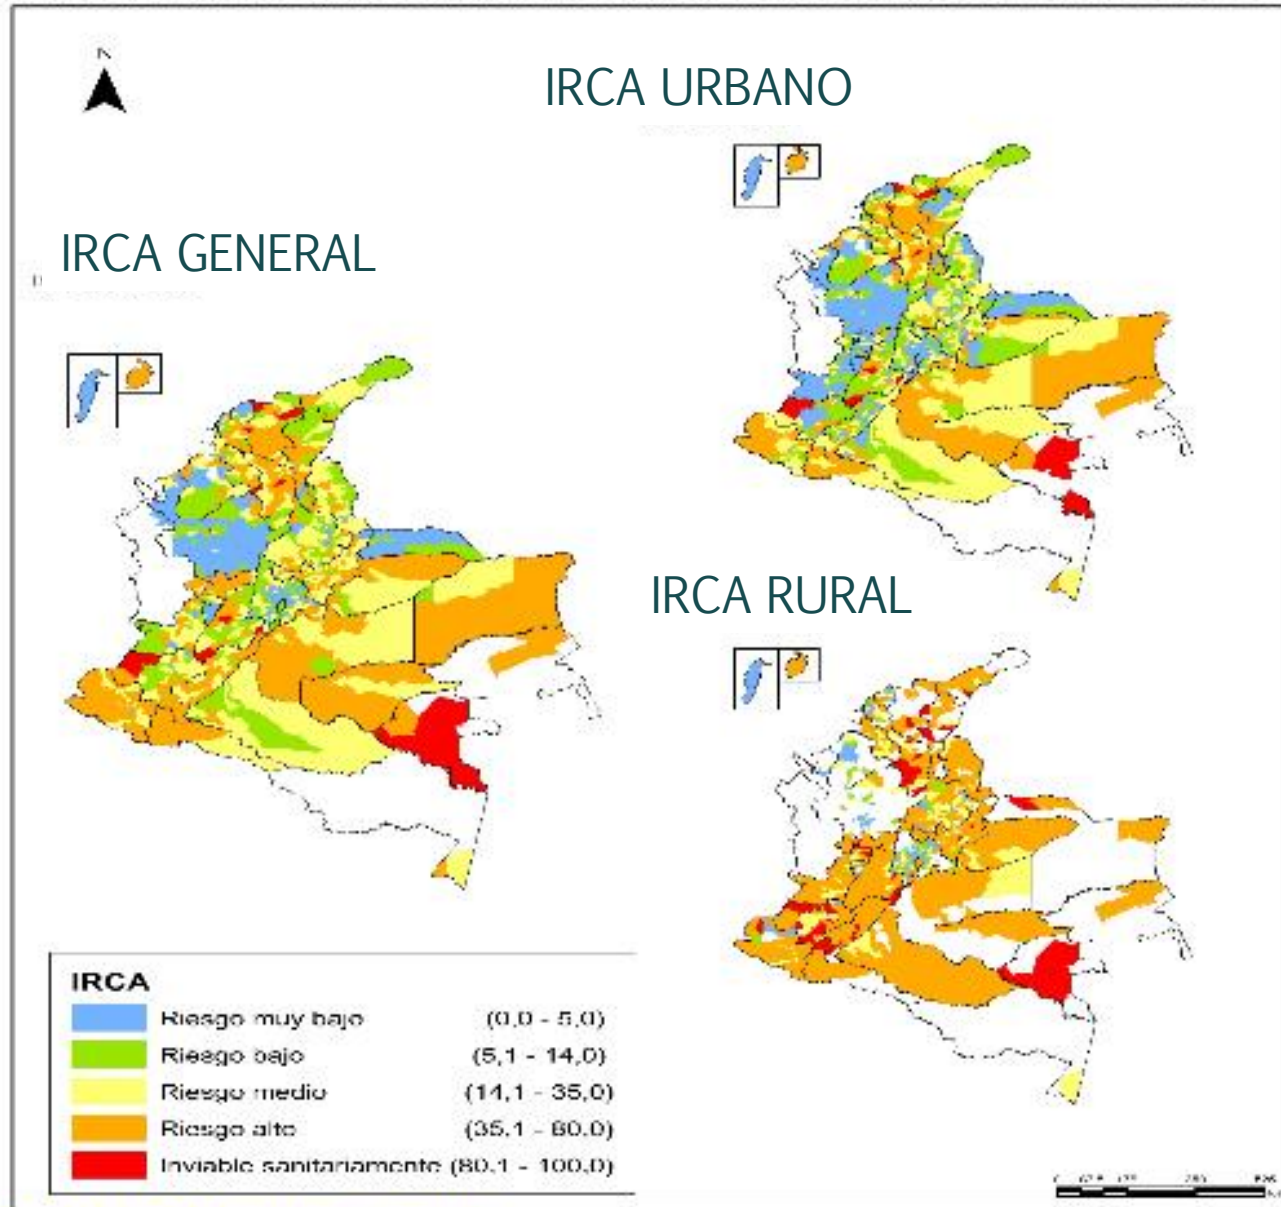 N
IRCA URBANO
IRCA GENERAL
IRCA RURAL
IRCA
Riesgo muy bajo (0,0 - 5,0)
Riesgo bajo (5,1 - 14,0)
Riesgo medio (14,1 - 35,0)
Riesgo alto (35,1 - 80,0)
Inviable sanitariamente (80,1 - 100,0)